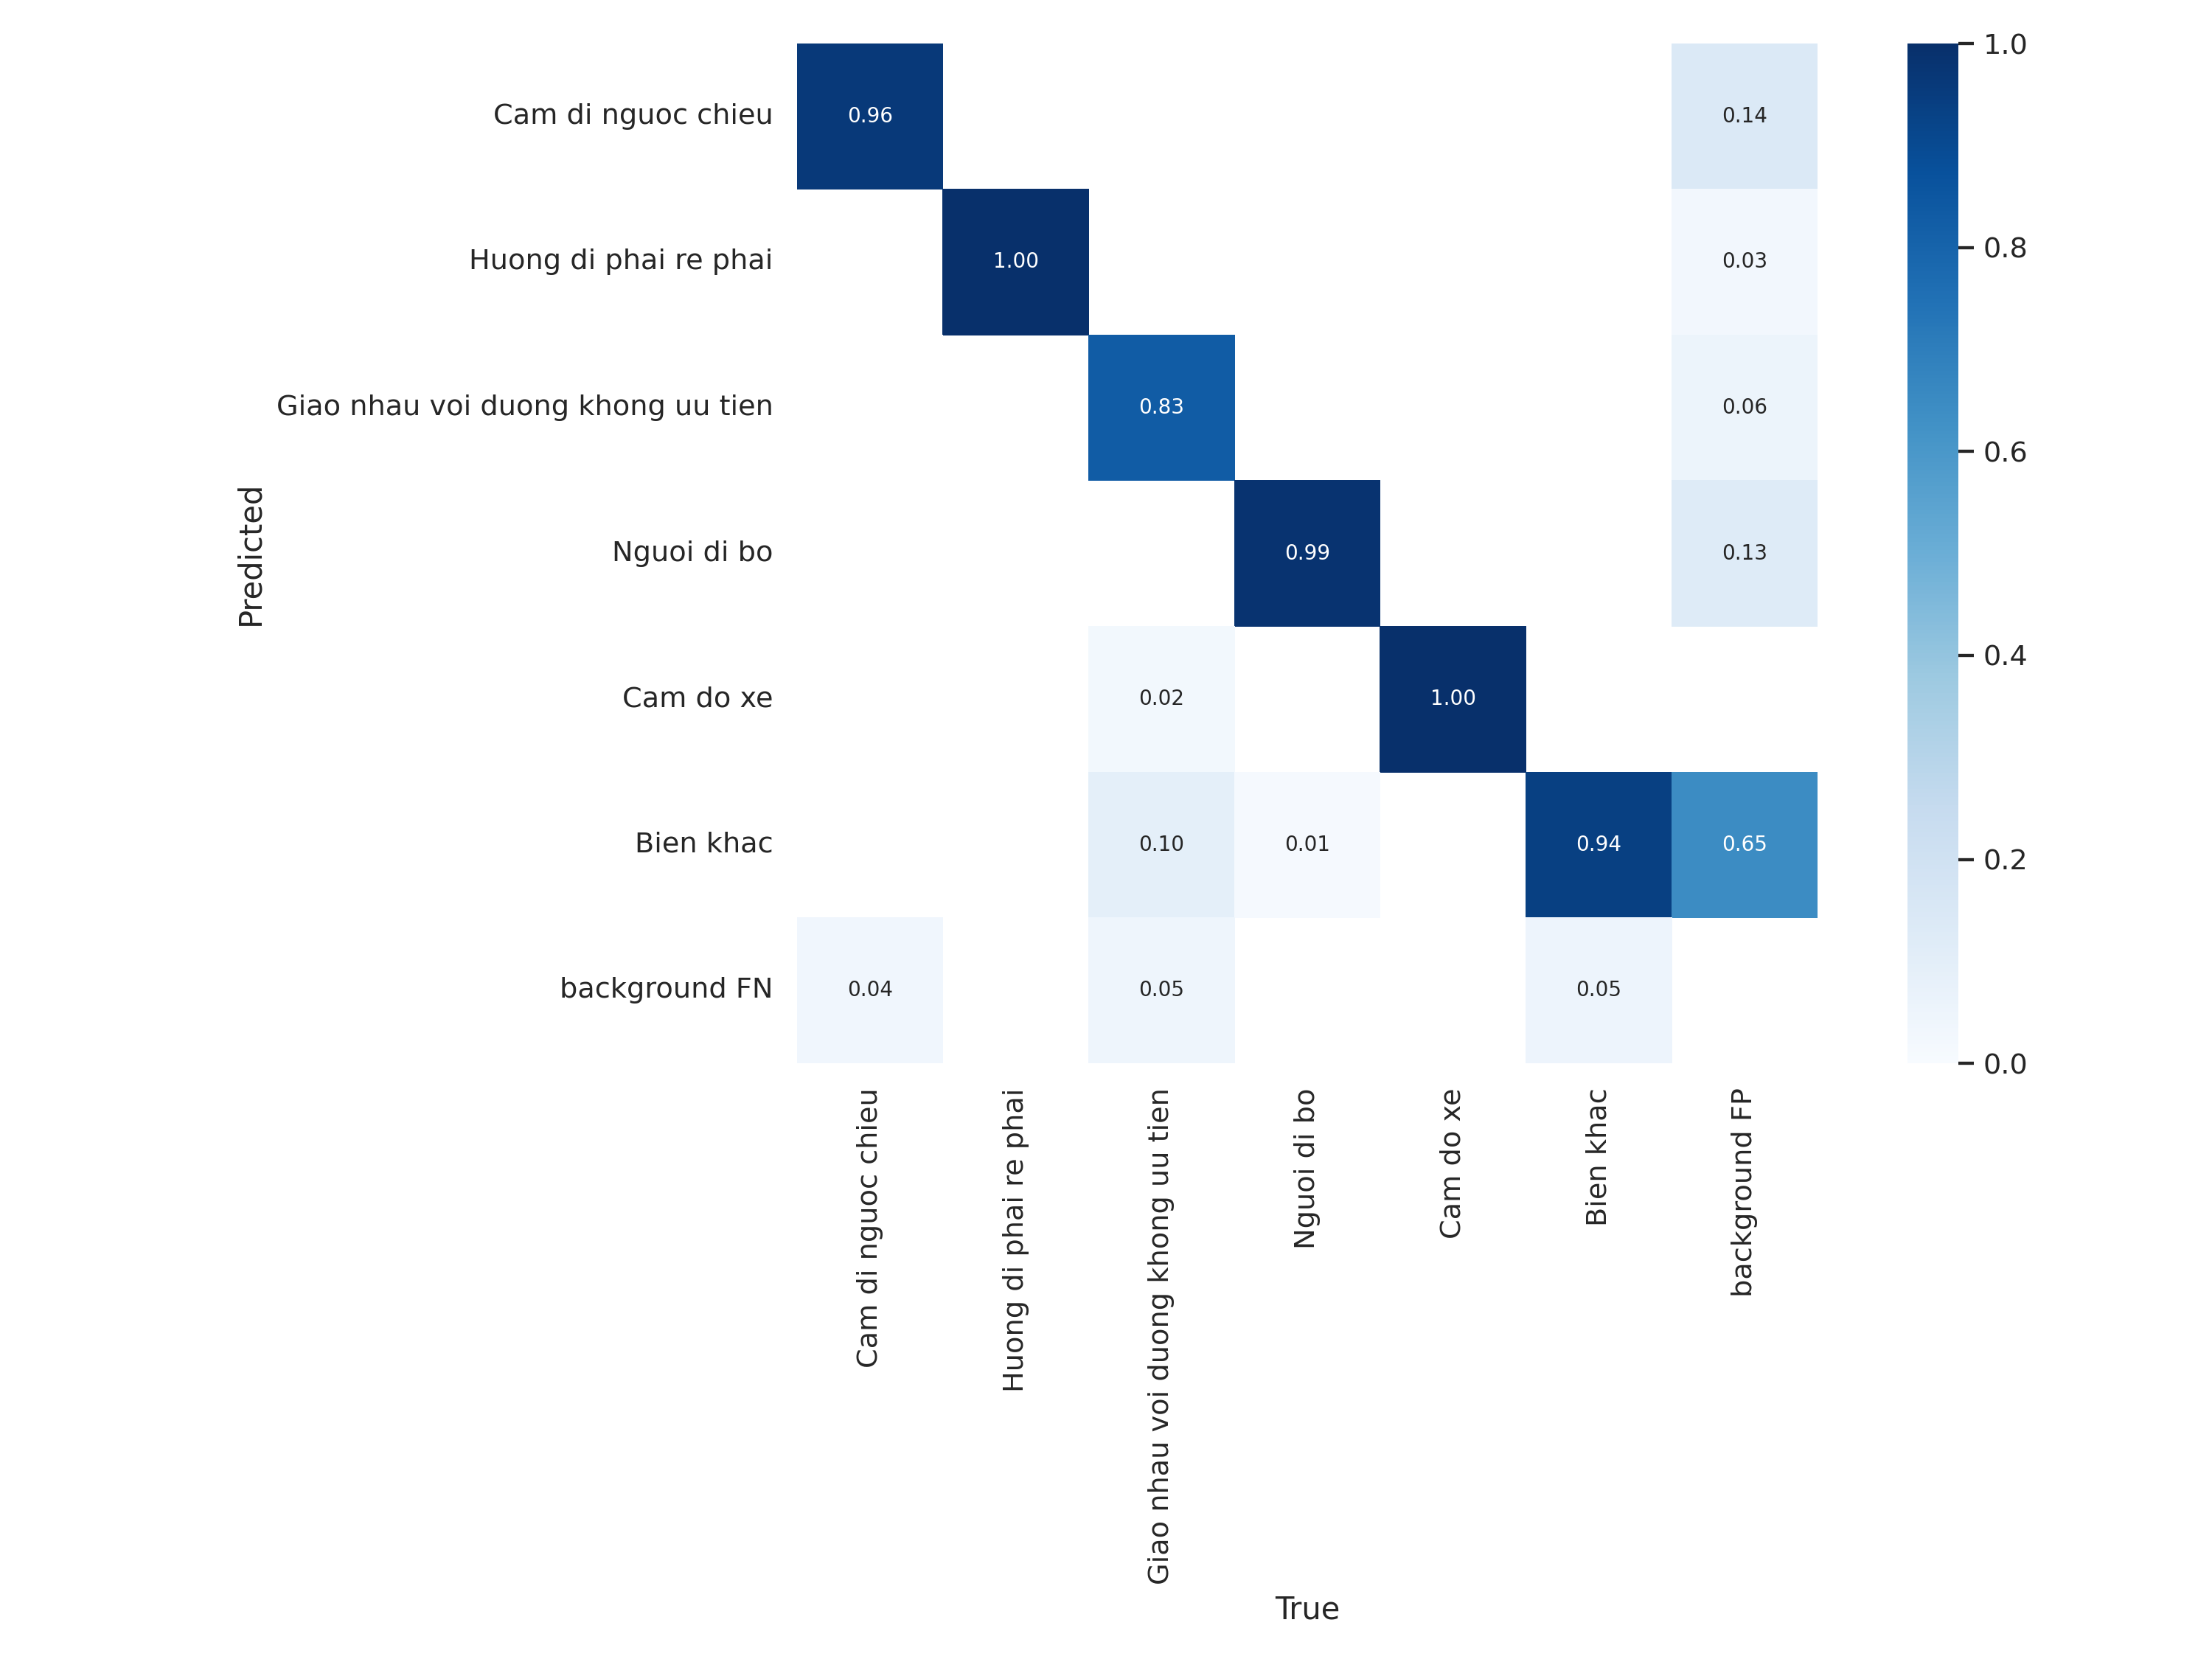 Cam di nguoc chieu
0.96
0.14
Huong di phai re phai
1.00
0.03
Giao nhau voi duong khong uu tien
0.83
0.06
Nguoi di bo
0.99
0.13
Cam do xe
0.02
1.00
Bien khac
0.10
0.01
0.94
0.65
background FN
0.04
0.05
0.05
Predicted
Cam di nguoc chieu
Huong di phai re phai
Giao nhau voi duong khong uu tien
Nguoi di bo
Cam do xe
Bien khac
background FP
True
1.0
0.8
0.6
0.4
0.2
0.0